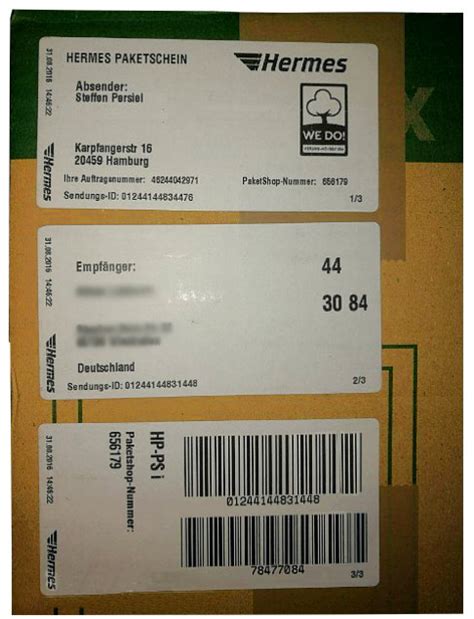 HERMES PAKETSCHEIN
Hermes
Absender:
Steffen Persiel
Karpfangerstr 16
20459 Hamburg
WE DO!
Ihre Auftragsnummer: 46244042971
PaketShop-Nummer: 656179
Sendungs-ID: 01244144834476
1/3
31.08.2016 14:46:22
Hermes
Empfänger:
44
30 84
Deutschland
Sendungs-ID: 01244144831448
2/3
31.08.2016 14:46:22
Hermes
HP-PS i
Paketshop-Nummer:
656179
01244144831448
78477084
3/3
31.08.2016 14:46:22
Hermes
X